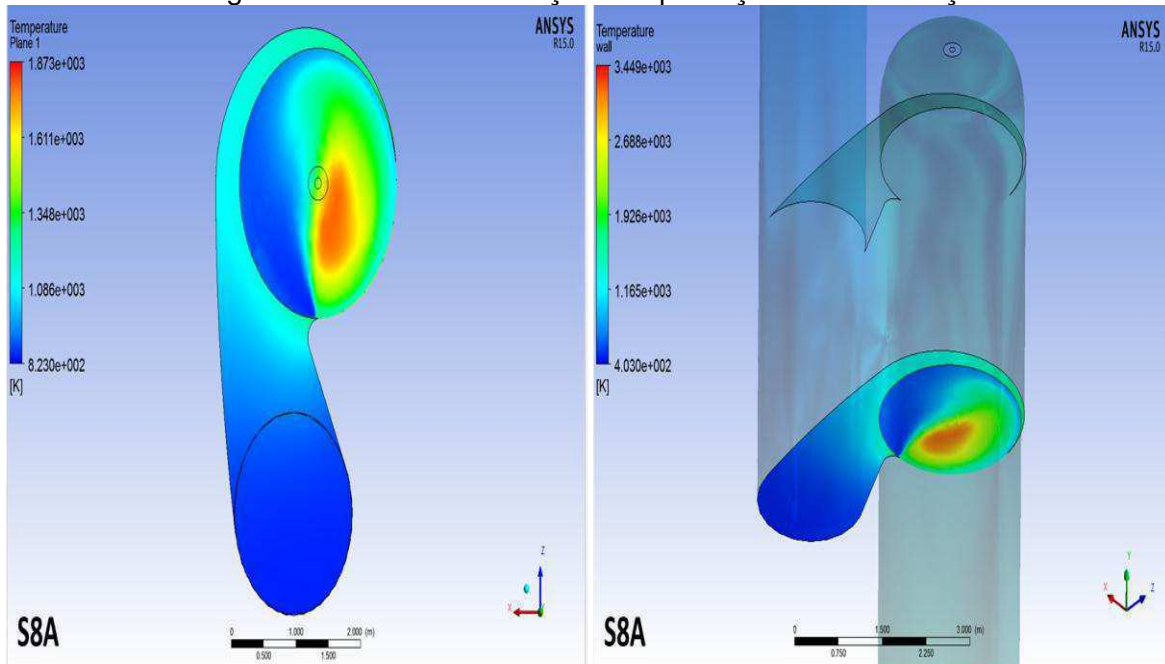 ANSYS
R15.0
Temperature
Plane 1
1.873e+003
1.611e+003
1.348e+003
1.086e+003
8.230e+002
[K]
Z
X
Y
0 1.000 2.000 (m)
0.500 1.500
S8A
ANSYS
R15.0
Temperature
wall
3.449e+003
2.688e+003
1.926e+003
1.165e+003
4.030e+002
[K]
Y
X Z
0 1.500 3.000 (m)
0.750 2.250
S8A